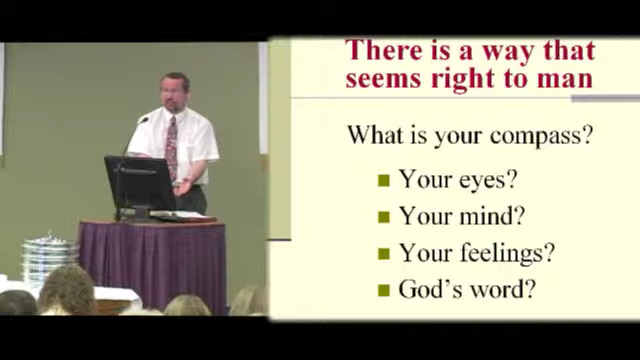 There is a way that
seems right to man
What is your compass?
Your eyes?
Your mind?
Your feelings?
God's word?